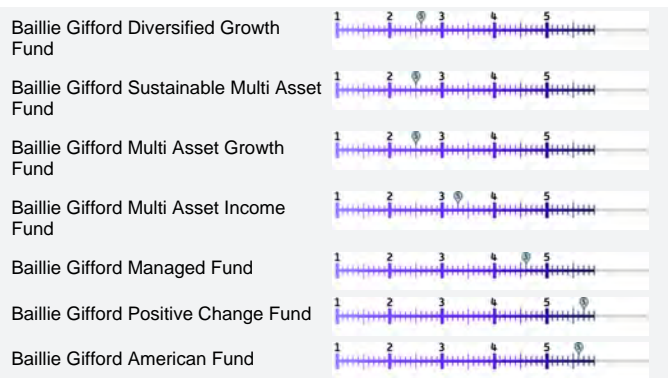 Baillie Gifford Diversified Growth
Fund
1 2 3 4 5
Baillie Gifford Sustainable Multi Asset
Fund
1 2 3 4 5
Baillie Gifford Multi Asset Growth
Fund
1 2 3 4 5
Baillie Gifford Multi Asset Income
Fund
1 2 3 4 5
Baillie Gifford Managed Fund
1 2 3 4 5
Baillie Gifford Positive Change Fund
1 2 3 4 5
Baillie Gifford American Fund
1 2 3 4 5